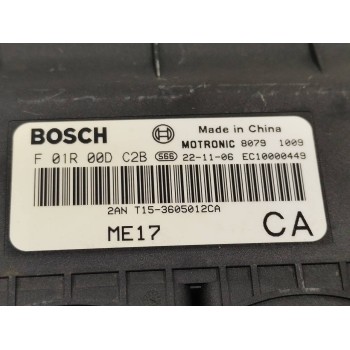 BOSCH Made in China
MOTRONIC 8079 1009
F 01R 00D C2B S66 22-11-06 EC10000449
2AN T15-3605012CA
ME17 CA